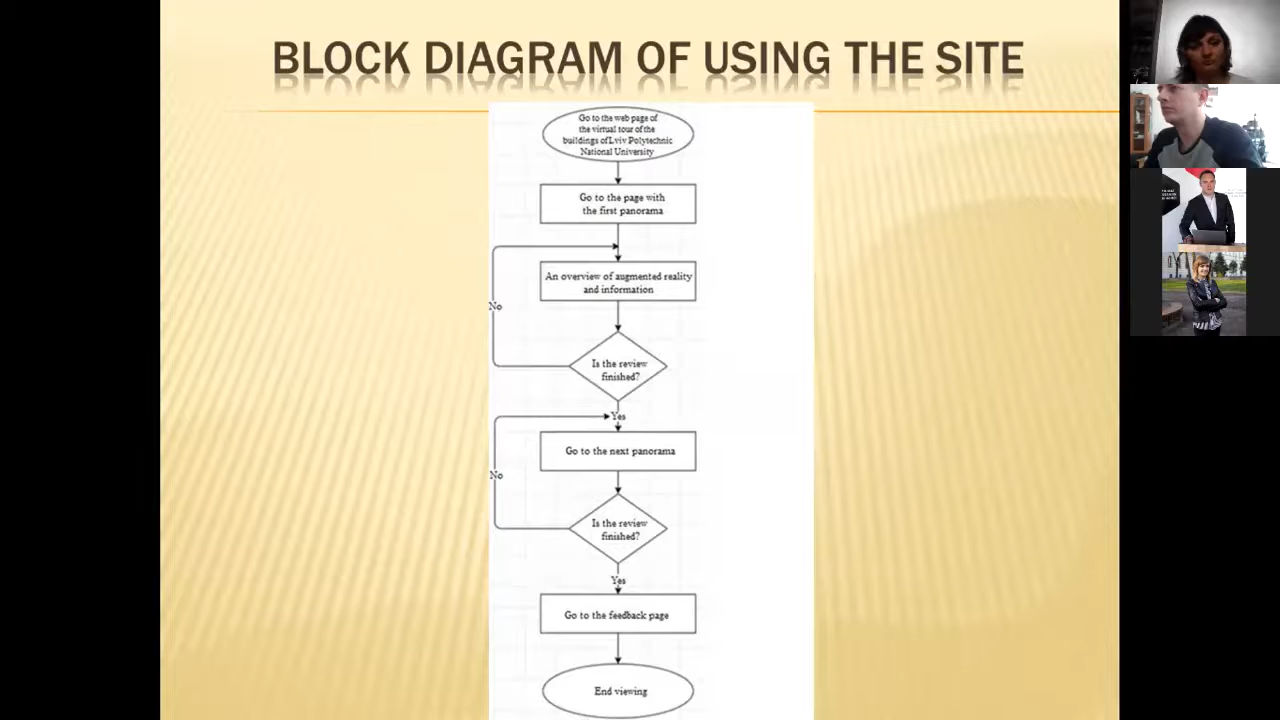 BLOCK DIAGRAM OF USING THE SITE
Go to the web page of
the virtual tour of the
buildings of Lviv Polytechnic
National University
Go to the page with
the first panorama
An overview of augmented reality
and information
No
Is the review
finished?
Yes
Go to the next panorama
No
Is the review
finished?
Yes
Go to the feedback page
End viewing